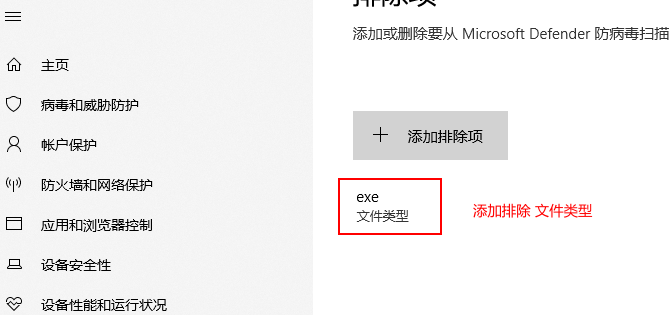 排除项
添加或删除要从 Microsoft Defender 防病毒扫描
主页
病毒和威胁防护
帐户保护
防火墙和网络保护
应用和浏览器控制
设备安全性
设备性能和运行状况
添加排除项
exe
文件类型
添加排除 文件类型